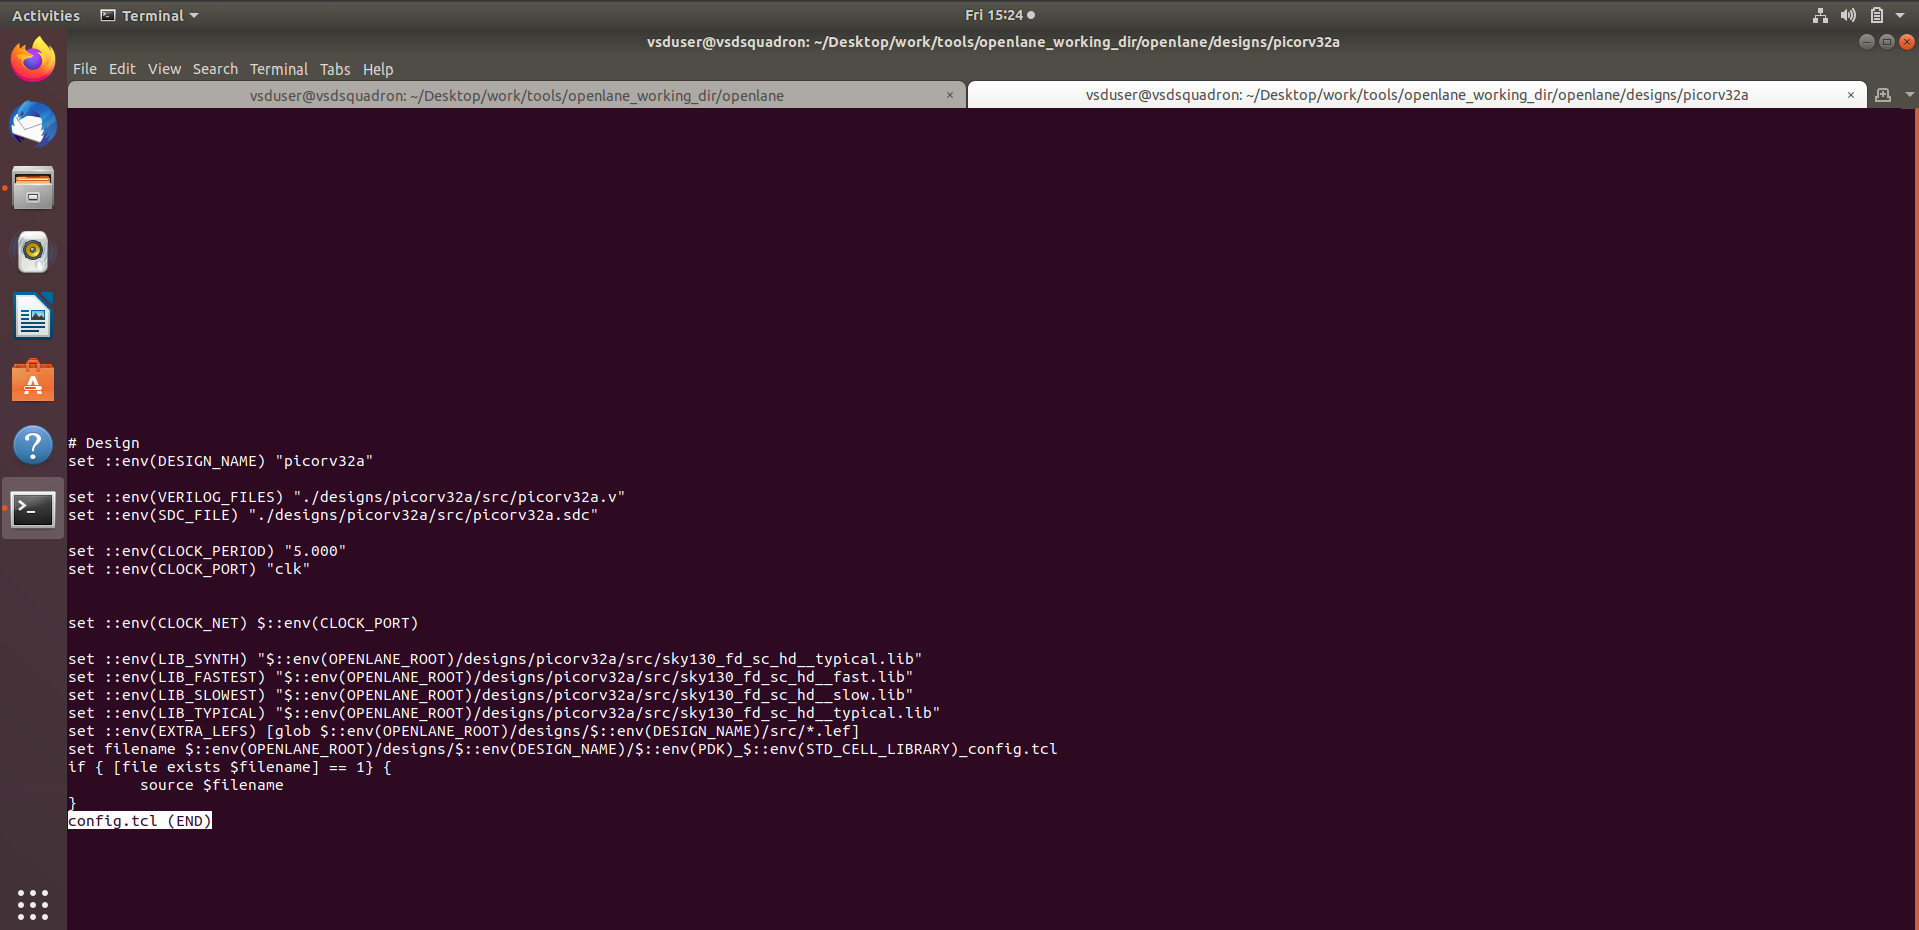 Activities Terminal Fri 15:24
vsduser@vsdsquadron: ~/Desktop/work/tools/openlane_working_dir/openlane/designs/picorv32a
File Edit View Search Terminal Tabs Help
vsduser@vsdsquadron: ~/Desktop/work/tools/openlane_working_dir/openlane × vsduser@vsdsquadron: ~/Desktop/work/tools/openlane_working_dir/openlane/designs/picorv32a ×
# Design
set ::env(DESIGN_NAME) "picorv32a"
set ::env(VERILOG_FILES) "./designs/picorv32a/src/picorv32a.v"
set ::env(SDC_FILE) "./designs/picorv32a/src/picorv32a.sdc"
set ::env(CLOCK_PERIOD) "5.000"
set ::env(CLOCK_PORT) "clk"
set ::env(CLOCK_NET) $::env(CLOCK_PORT)
set ::env(LIB_SYNTH) "$::env(OPENLANE_ROOT)/designs/picorv32a/src/sky130_fd_sc_hd__typical.lib"
set ::env(LIB_FASTEST) "$::env(OPENLANE_ROOT)/designs/picorv32a/src/sky130_fd_sc_hd__fast.lib"
set ::env(LIB_SLOWEST) "$::env(OPENLANE_ROOT)/designs/picorv32a/src/sky130_fd_sc_hd__slow.lib"
set ::env(LIB_TYPICAL) "$::env(OPENLANE_ROOT)/designs/picorv32a/src/sky130_fd_sc_hd__typical.lib"
set ::env(EXTRA_LEFS) [glob $::env(OPENLANE_ROOT)/designs/$::env(DESIGN_NAME)/src/*.lef]
set filename $::env(OPENLANE_ROOT)/designs/$::env(DESIGN_NAME)/$::env(PDK)_$::env(STD_CELL_LIBRARY)_config.tcl
if { [file exists $filename] == 1} {
        source $filename
}
config.tcl (END)